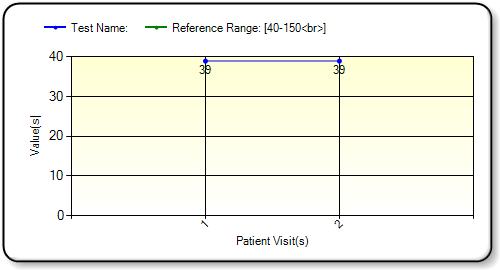 Test Name: Reference Range: [40-150<br>]
40
39 39
30
20
10
0
Value(s)
1 2
Patient Visit(s)